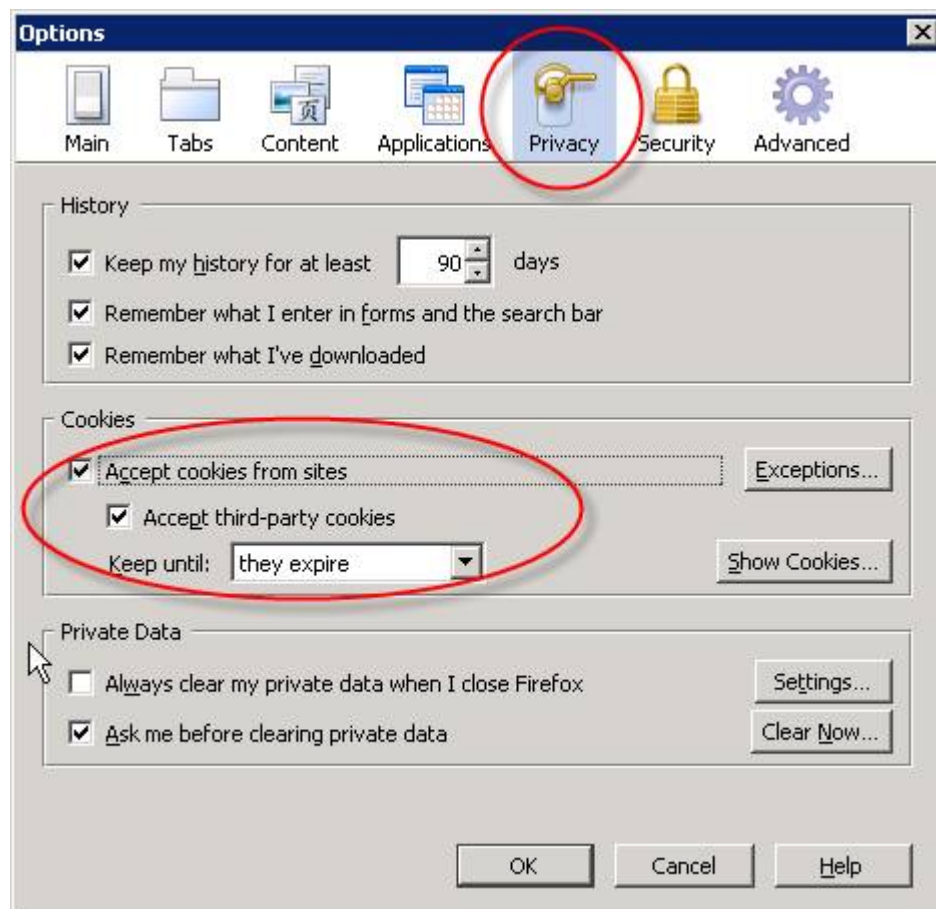 Options
Main Tabs Content Applications Privacy Security Advanced
页
History
Keep my history for at least 90 days
Remember what I enter in forms and the search bar
Remember what I've downloaded
Cookies
Accept cookies from sites Exceptions...
Accept third-party cookies
Keep until: they expire Show Cookies...
Private Data
Always clear my private data when I close Firefox Settings...
Ask me before clearing private data Clear Now...
OK Cancel Help